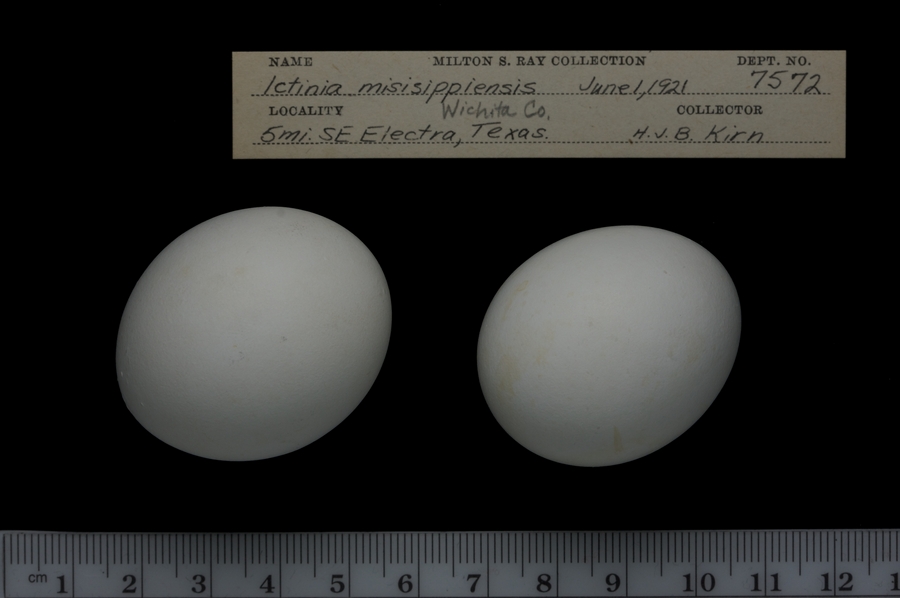 NAME MILTON S. RAY COLLECTION DEPT. NO.
Ictinia misisippiensis June 1, 1921 7572
LOCALITY Wichita Co. COLLECTOR
5mi. SE Electra, Texas. H.J.B. Kirn
cm 1 2 3 4 5 6 7 8 9 10 11 12 1